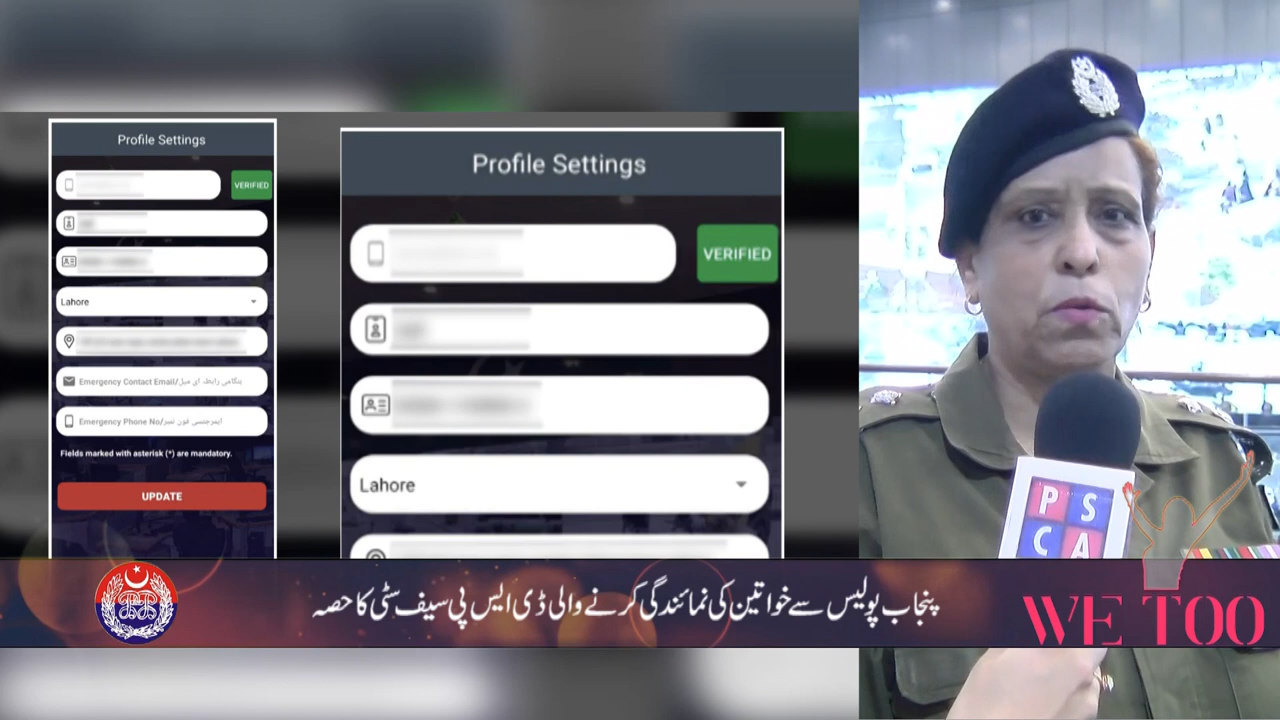 Profile Settings
VERIFIED
Lahore
Emergency Contact Email/ہنگامی رابطہ ای میل
Emergency Phone No/ایمرجنسی فون نمبر
Fields marked with asterisk (*) are mandatory.
UPDATE
Profile Settings
VERIFIED
Lahore
PS
CA
پنجاب پولیس سے خواتین کی نمائندگی کرنے والی ڈی ایس پی سیف سٹی کا حصہ
WE TOO